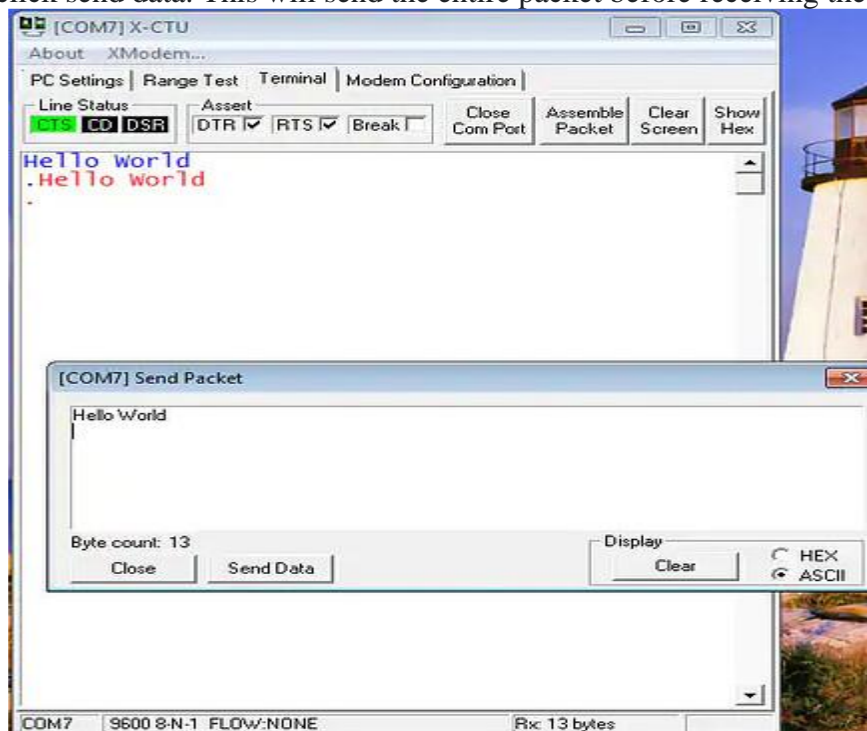 click send data. This will send the entire packet before receiving the
[COM7] X-CTU
About XModem...
PC Settings Range Test Terminal Modem Configuration
Line Status Assert
CTS CD DSR DTR RTS Break Close Com Port Assemble Packet Clear Screen Show Hex
Hello World
.Hello World
.
[COM7] Send Packet
Hello World
Byte count: 13
Display
Close Send Data Clear HEX
ASCII
COM7 9600 8-N-1 FLOW:NONE Rx: 13 bytes